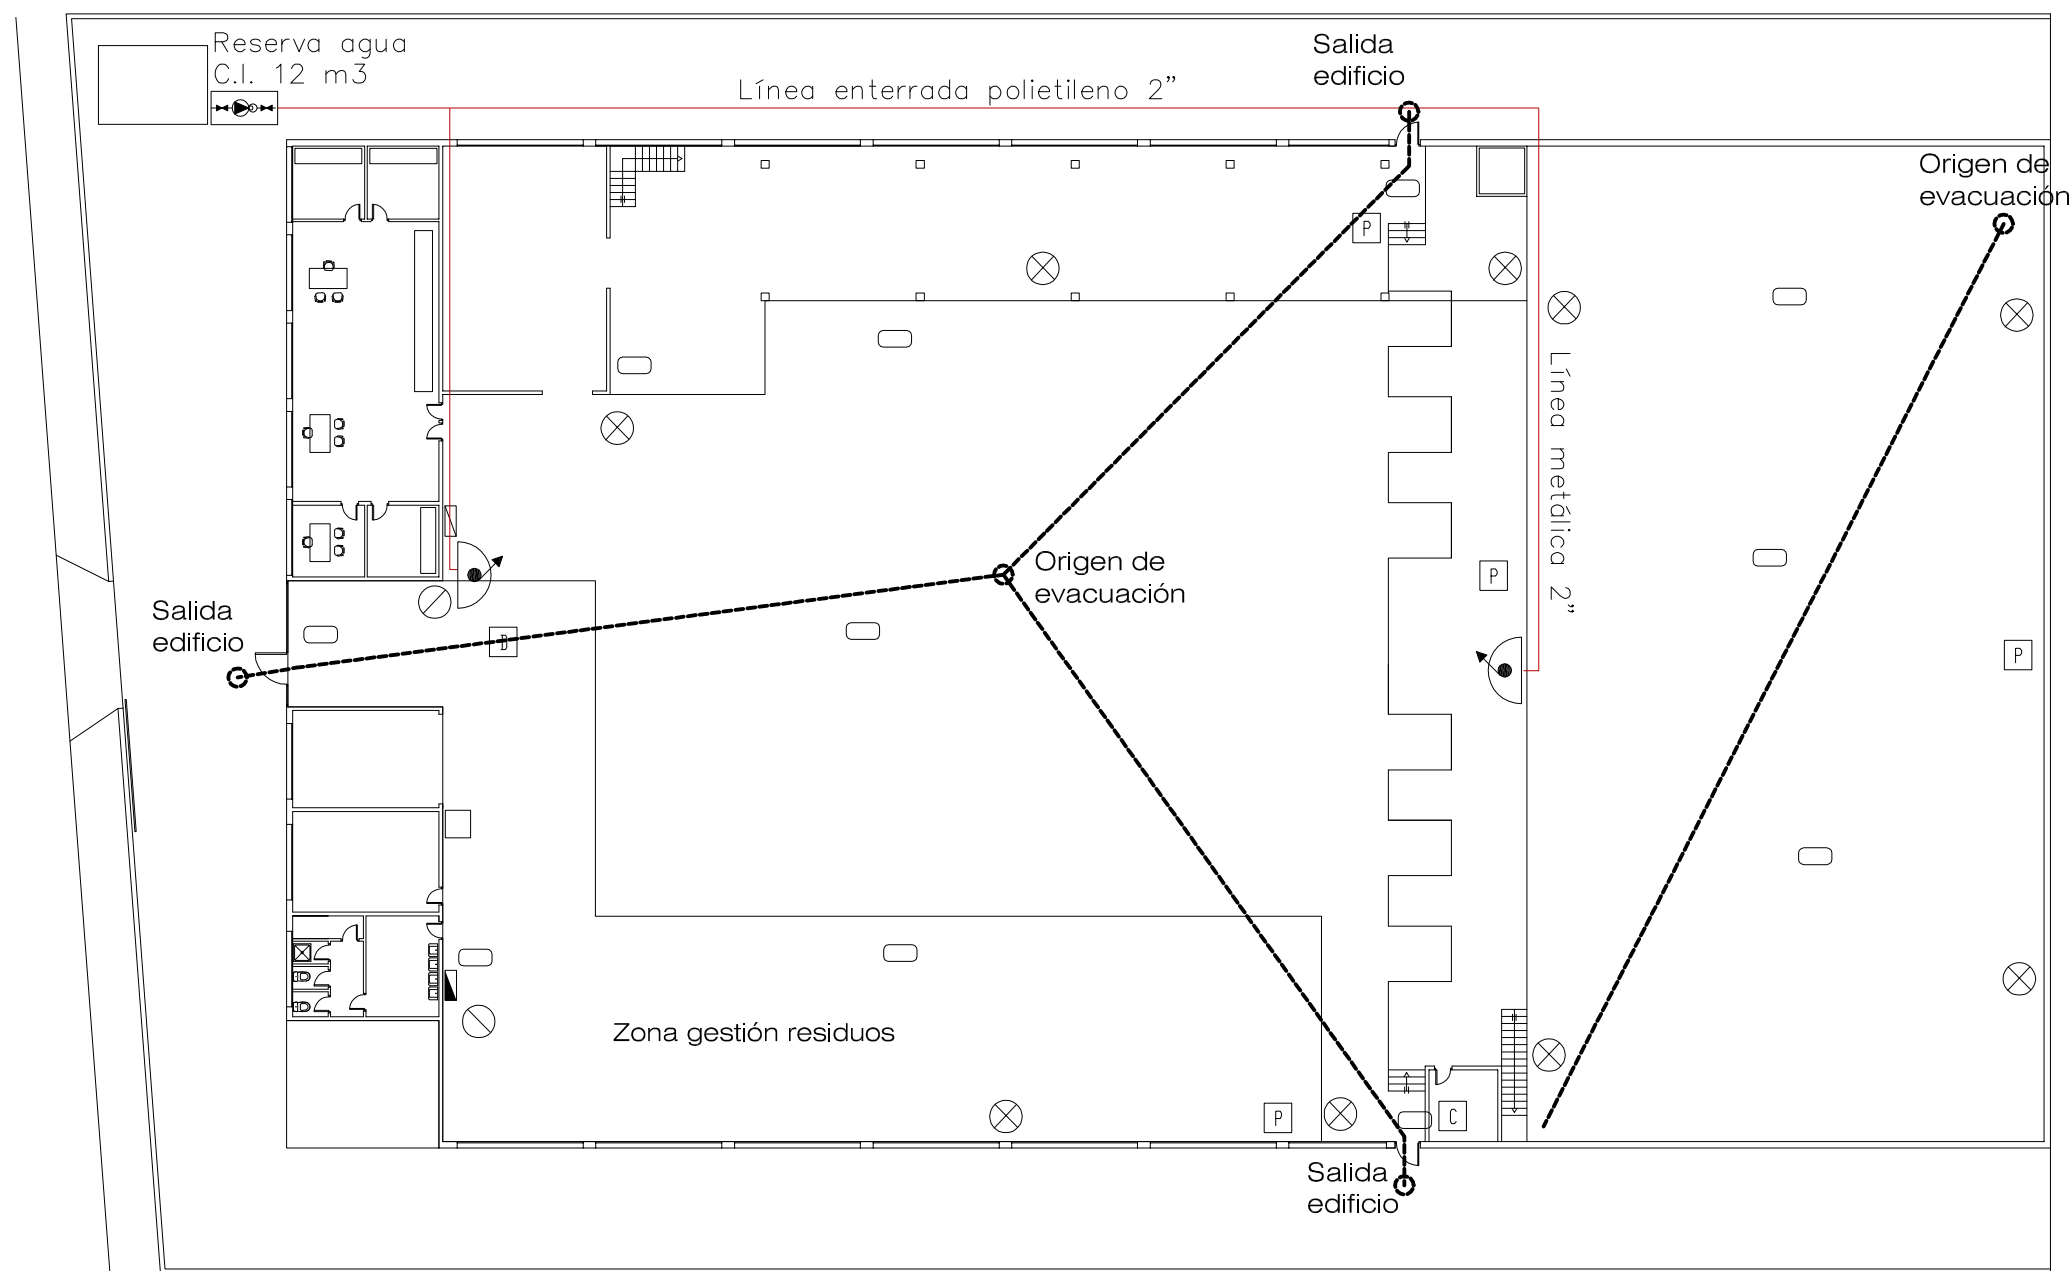 Reserva agua
C.I. 12 m3
Línea enterrada polietileno 2"
Salida
edificio
Origen de
evacuación
P
Línea metálica 2"
Origen de
evacuación
P
Salida
edificio
D
P
Zona gestión residuos
P
C
Salida
edificio